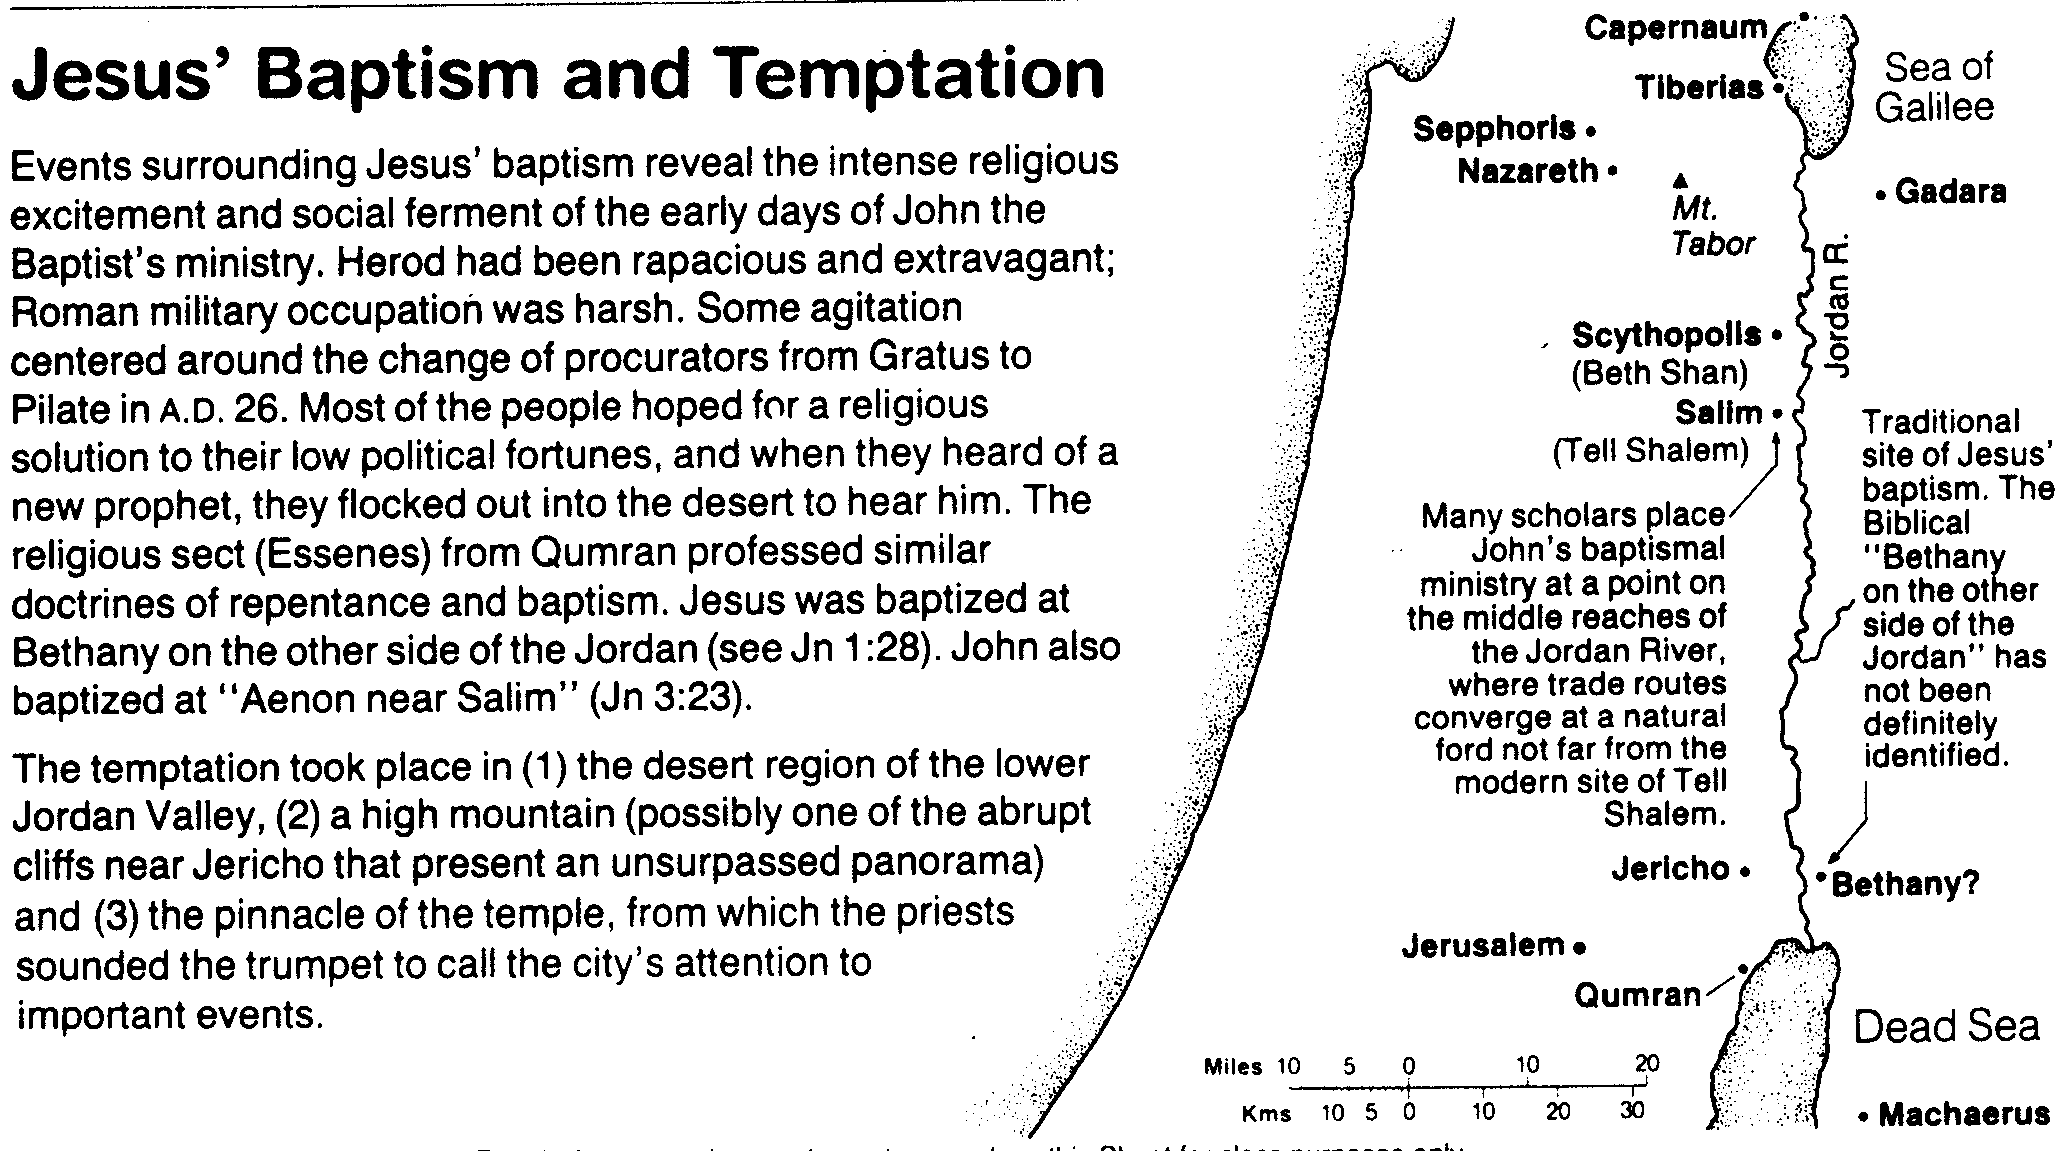 Jesus’ Baptism and Temptation
Events surrounding Jesus’ baptism reveal the intense religious
excitement and social ferment of the early days of John the
Baptist’s ministry. Herod had been rapacious and extravagant;
Roman military occupation was harsh. Some agitation
centered around the change of procurators from Gratus to
Pilate in A.D. 26. Most of the people hoped for a religious
solution to their low political fortunes, and when they heard of a
new prophet, they flocked out into the desert to hear him. The
religious sect (Essenes) from Qumran professed similar
doctrines of repentance and baptism. Jesus was baptized at
Bethany on the other side of the Jordan (see Jn 1:28). John also
baptized at "Aenon near Salim" (Jn 3:23).
The temptation took place in (1) the desert region of the lower
Jordan Valley, (2) a high mountain (possibly one of the abrupt
cliffs near Jericho that present an unsurpassed panorama)
and (3) the pinnacle of the temple, from which the priests
sounded the trumpet to call the city’s attention to
important events.
Capernaum
Sea of
Galilee
Tiberias
Sepphoris
Nazareth
Mt.
Tabor
Gadara
Jordan R.
Scythopolis
(Beth Shan)
Salim
(Tell Shalem)
Many scholars place
John’s baptismal
ministry at a point on
the middle reaches of
the Jordan River,
where trade routes
converge at a natural
ford not far from the
modern site of Tell
Shalem.
Traditional
site of Jesus’
baptism. The
Biblical
"Bethany
on the other
side of the
Jordan" has
not been
definitely
identified.
Jericho
Bethany?
Jerusalem
Qumran
Dead Sea
Machaerus
Miles 10 5 0 10 20
Kms 10 5 0 10 20 30